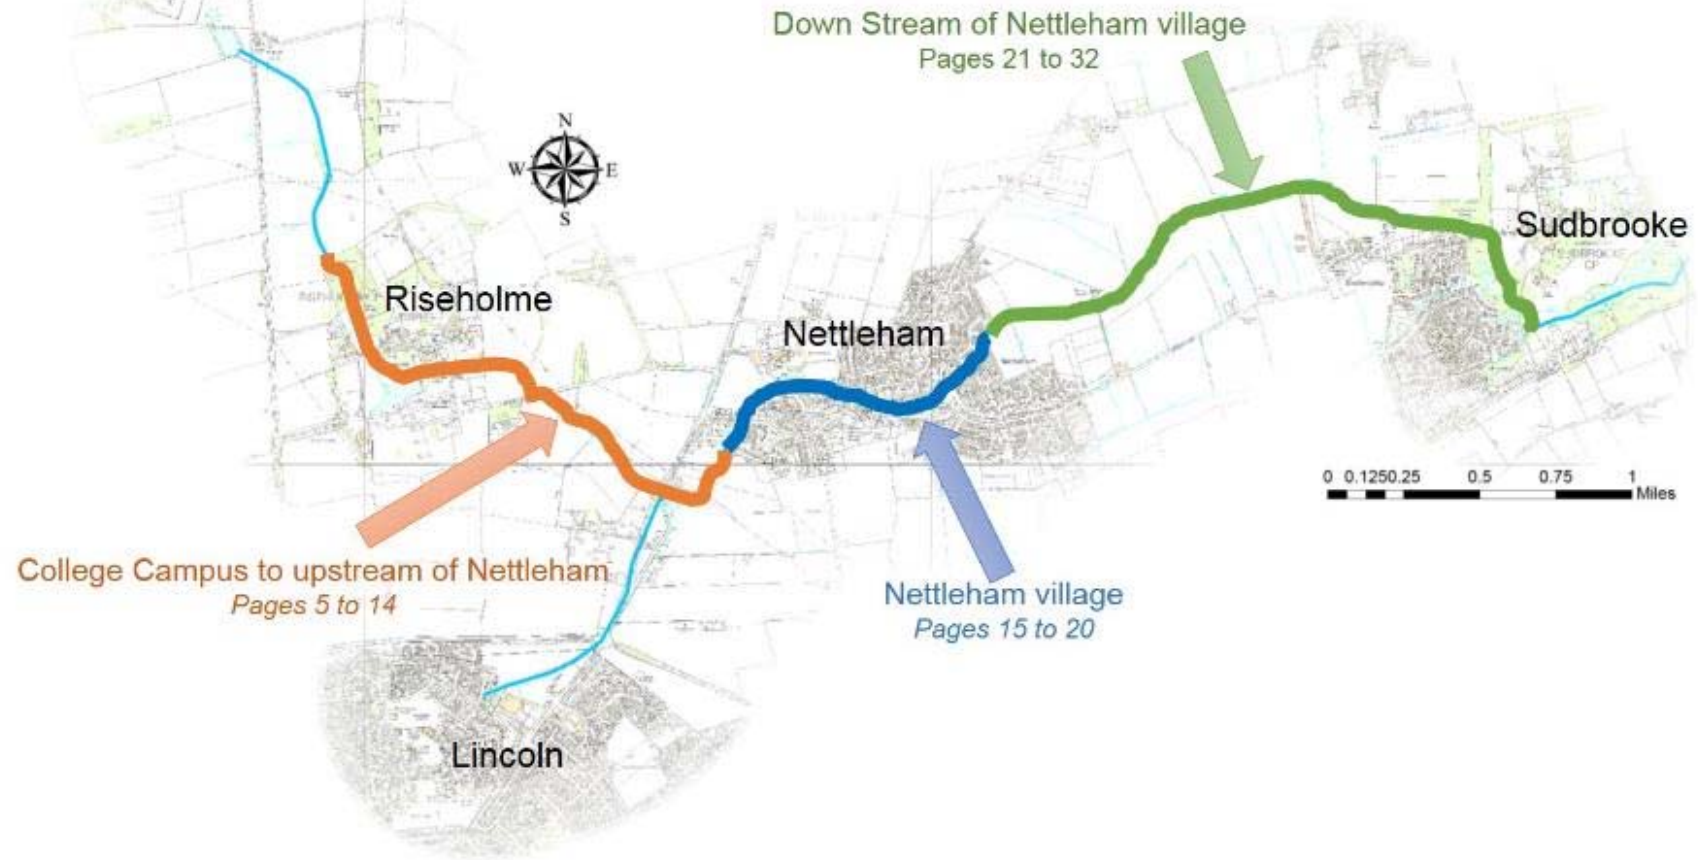 Down Stream of Nettleham village
Pages 21 to 32
N
W E
S
Sudbrooke
Riseholme
Nettleham
0 0.1250.25 0.5 0.75 1
Miles
College Campus to upstream of Nettleham
Pages 5 to 14
Nettleham village
Pages 15 to 20
Lincoln